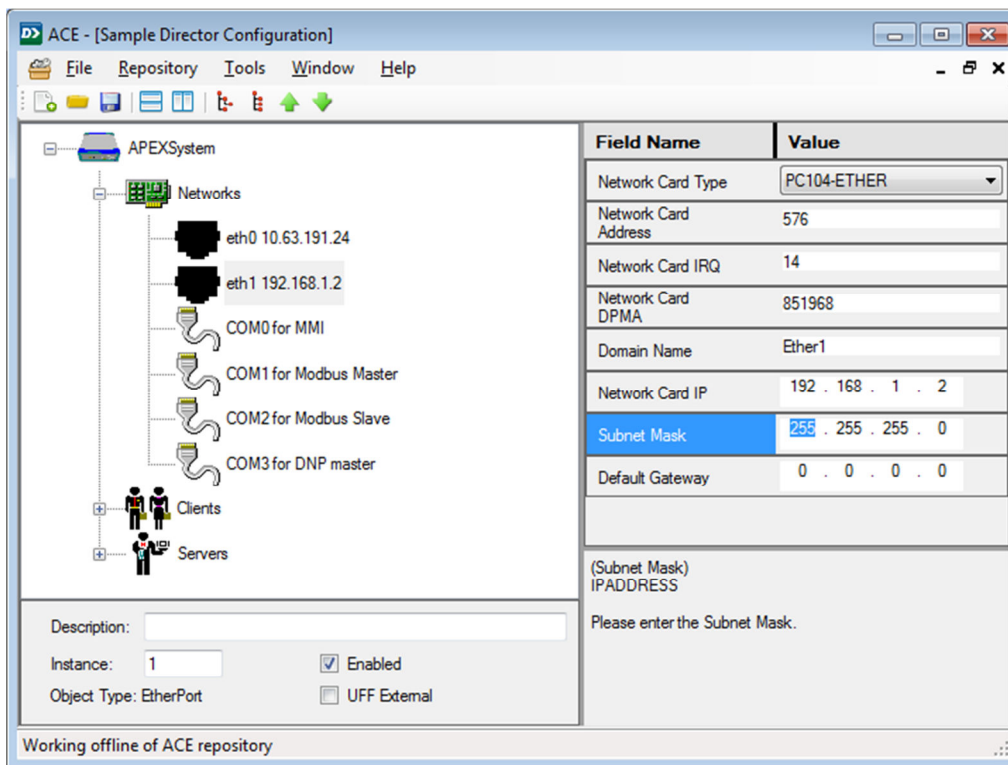 ACE - [Sample Director Configuration]
File Repository Tools Window Help
APEXSystem
Networks
eth0 10.63.191.24
eth1 192.168.1.2
COM0 for MMI
COM1 for Modbus Master
COM2 for Modbus Slave
COM3 for DNP master
Clients
Servers
Description:
Instance: 1
Enabled
Object Type: EtherPort
UFF External
Field Name Value
Network Card Type PC104-ETHER
Network Card
Address 576
Network Card IRQ 14
Network Card
DPMA 851968
Domain Name Ether1
Network Card IP 192 . 168 . 1 . 2
Subnet Mask 255 . 255 . 255 . 0
Default Gateway 0 . 0 . 0 . 0
(Subnet Mask)
IPADDRESS
Please enter the Subnet Mask.
Working offline of ACE repository